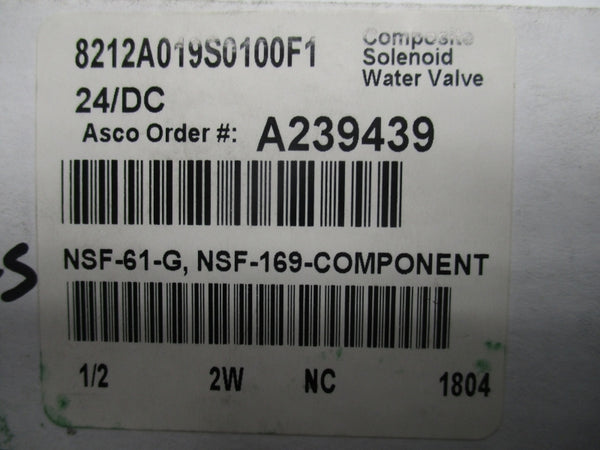 8212A019S0100F1
Composite
Solenoid
Water Valve
24/DC
Asco Order #: A239439
NSF-61-G, NSF-169-COMPONENT
1/2 2W NC 1804